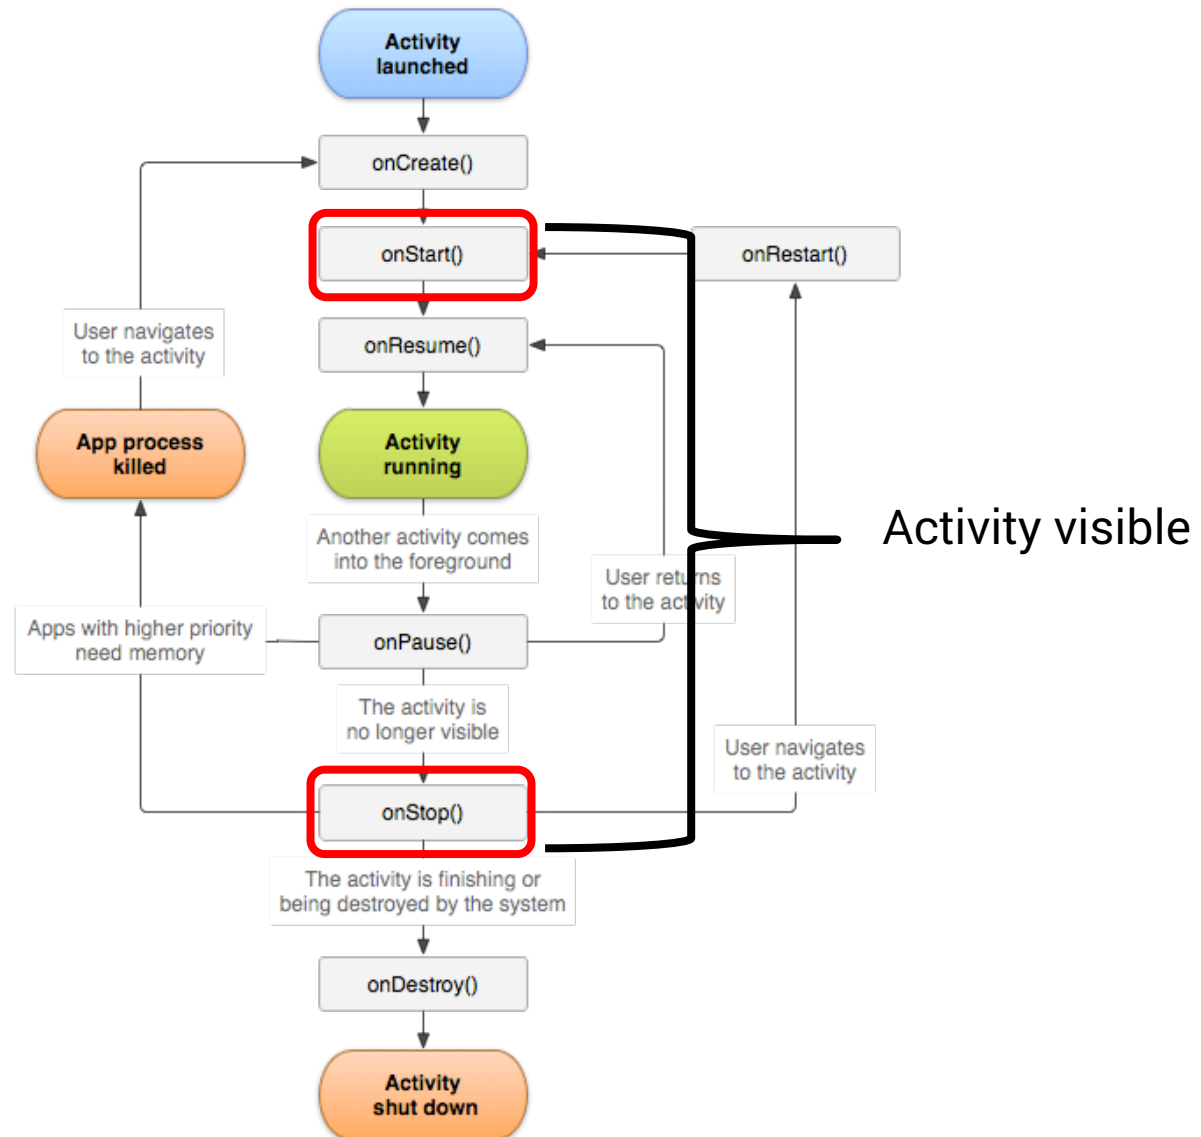 Activity
launched
onCreate()
onStart()
onRestart()
User navigates
to the activity
onResume()
App process
killed
Activity
running
Another activity comes
into the foreground
Activity visible
User returns
to the activity
Apps with higher priority
need memory
onPause()
The activity is
no longer visible
User navigates
to the activity
onStop()
The activity is finishing or
being destroyed by the system
onDestroy()
Activity
shut down